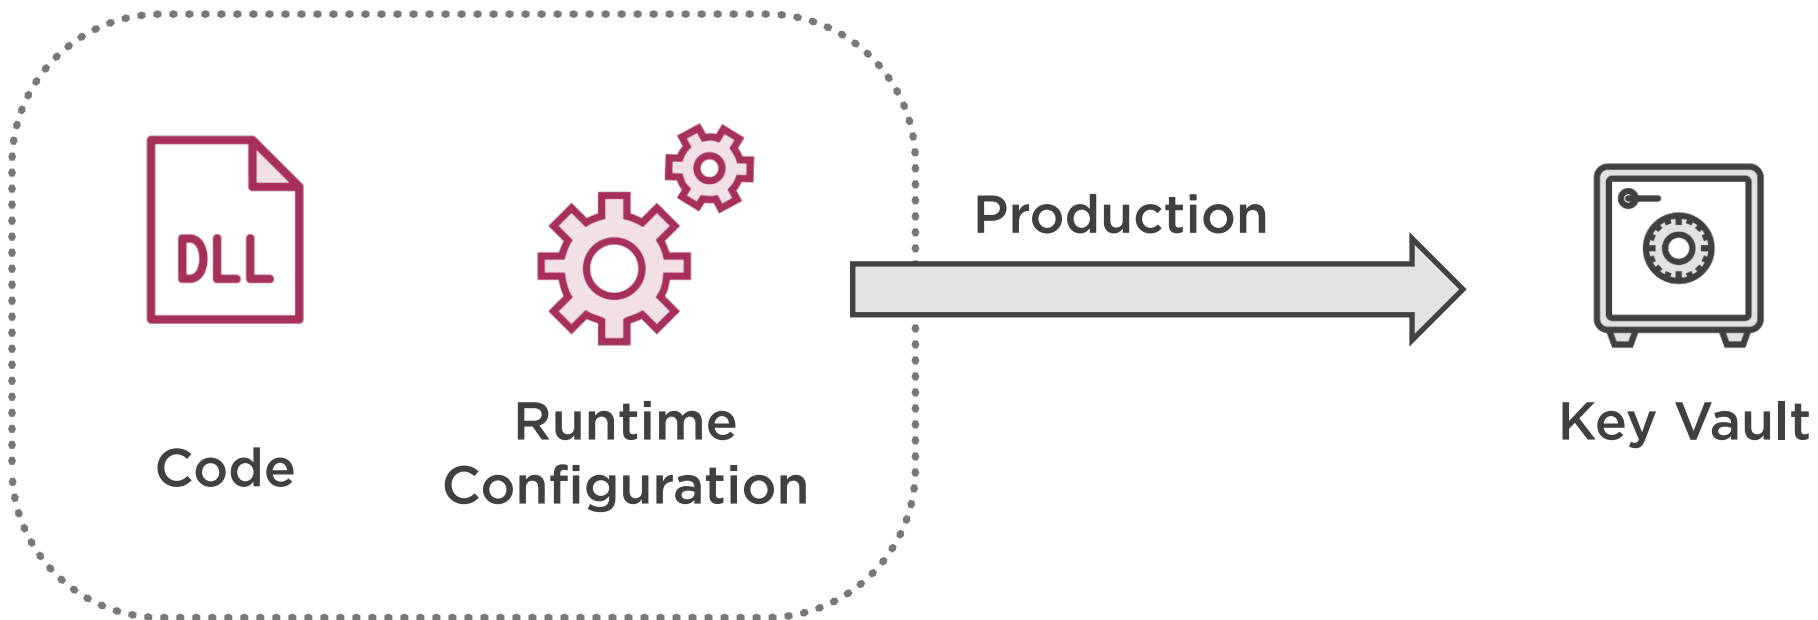 DLL
Code
Runtime
Configuration
Production
Key Vault